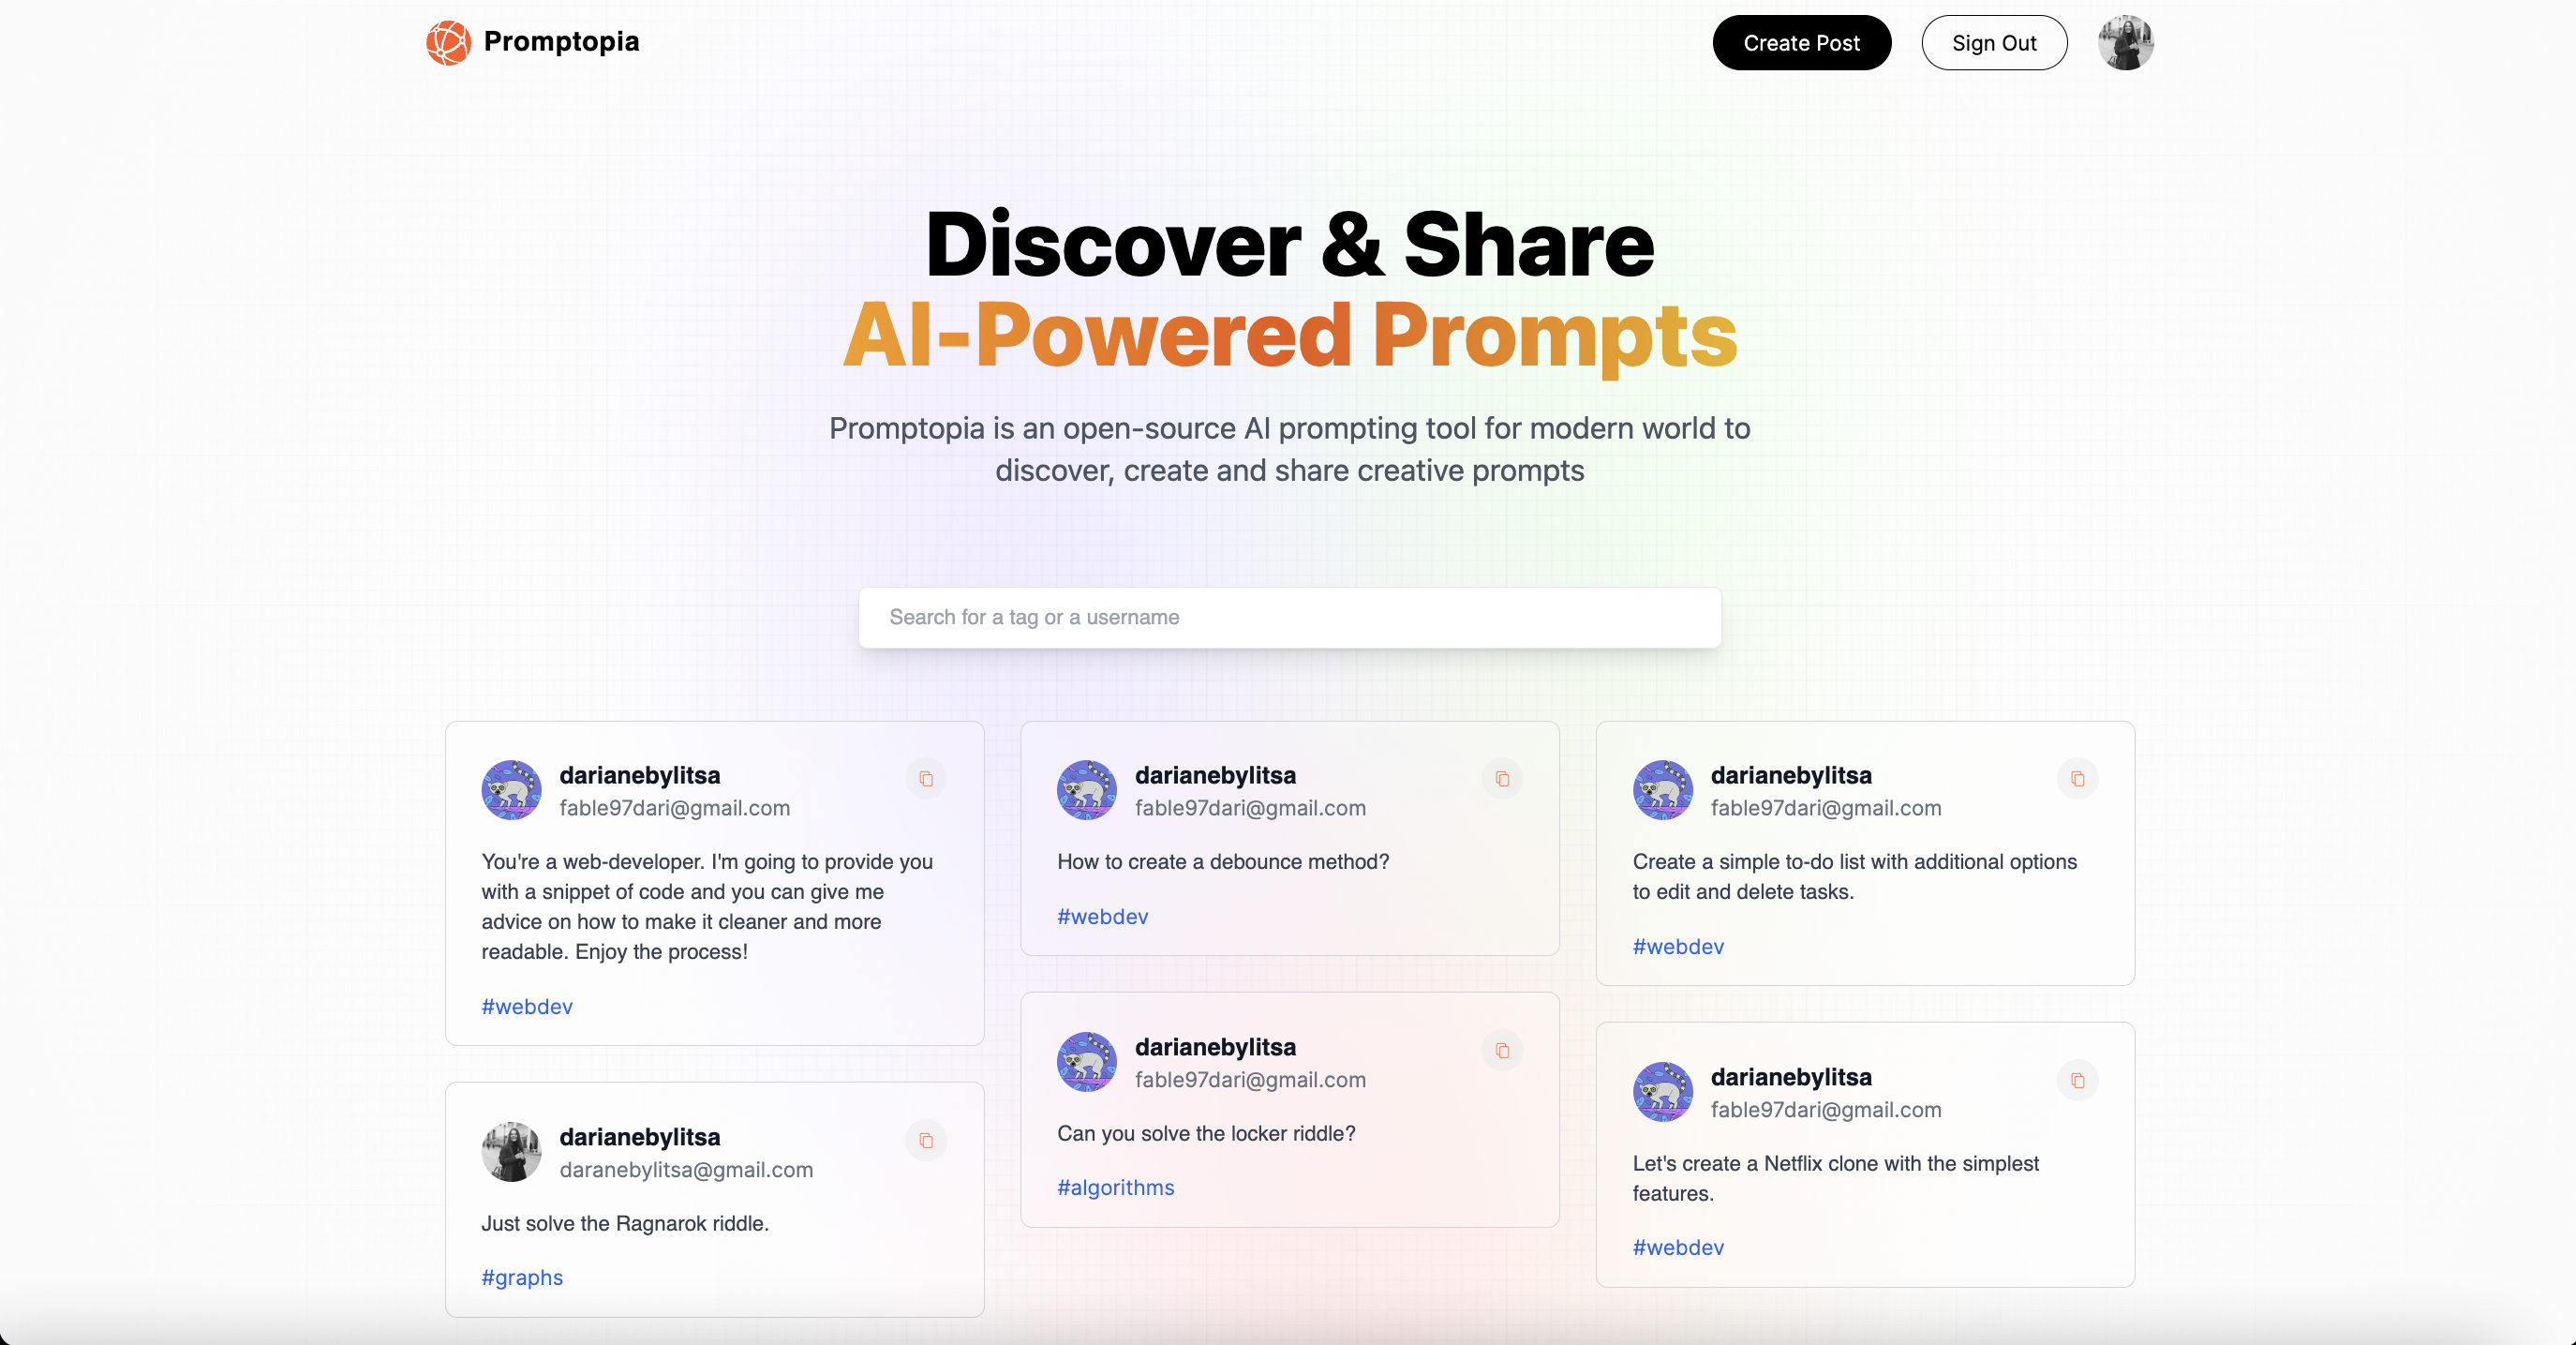 Promptopia
Create Post
Sign Out
Discover & Share
AI-Powered Prompts
Promptopia is an open-source AI prompting tool for modern world to
discover, create and share creative prompts
Search for a tag or a username
darianebylitsa
fable97dari@gmail.com
You're a web-developer. I'm going to provide you
with a snippet of code and you can give me
advice on how to make it cleaner and more
readable. Enjoy the process!
#webdev
darianebylitsa
daranebylitsa@gmail.com
Just solve the Ragnarok riddle.
#graphs
darianebylitsa
fable97dari@gmail.com
How to create a debounce method?
#webdev
darianebylitsa
fable97dari@gmail.com
Can you solve the locker riddle?
#algorithms
darianebylitsa
fable97dari@gmail.com
Create a simple to-do list with additional options
to edit and delete tasks.
#webdev
darianebylitsa
fable97dari@gmail.com
Let's create a Netflix clone with the simplest
features.
#webdev